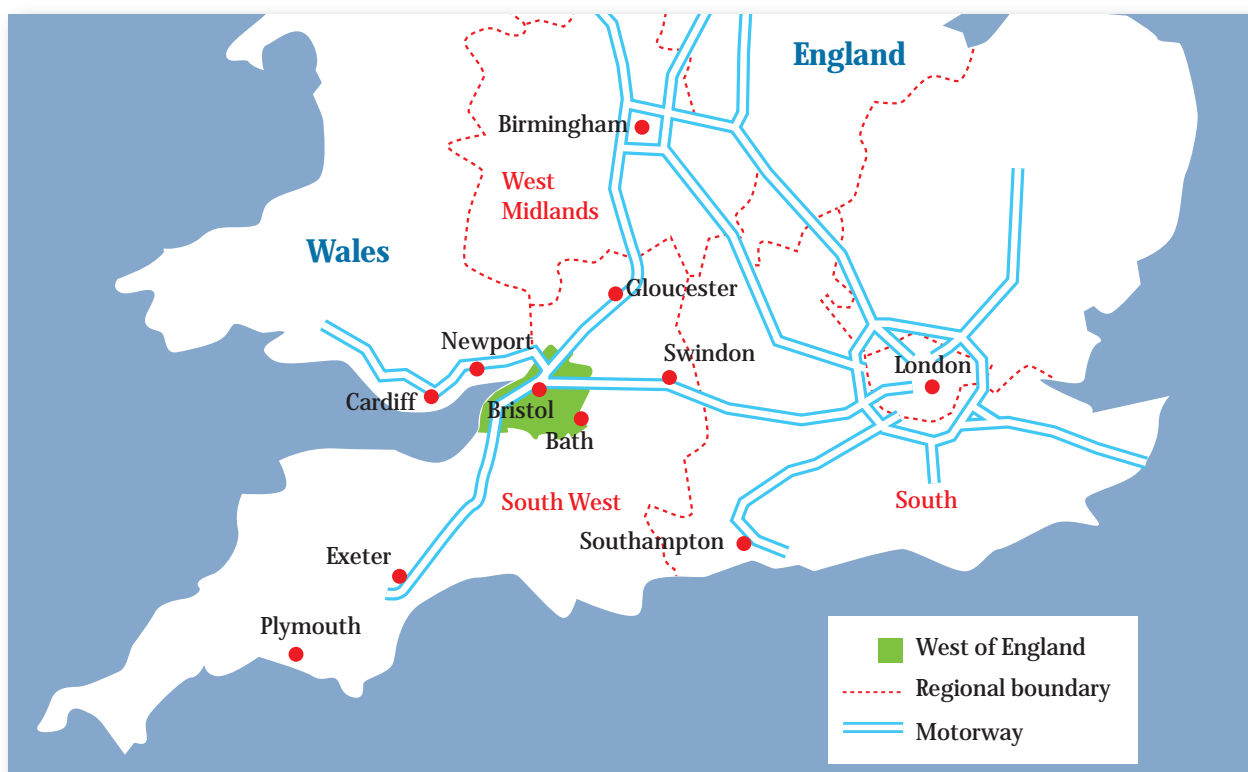 England
Birmingham
West
Midlands
Wales
Gloucester
Newport
Swindon
London
Cardiff
Bristol
Bath
South West
South
Southampton
Exeter
Plymouth
West of England
Regional boundary
Motorway